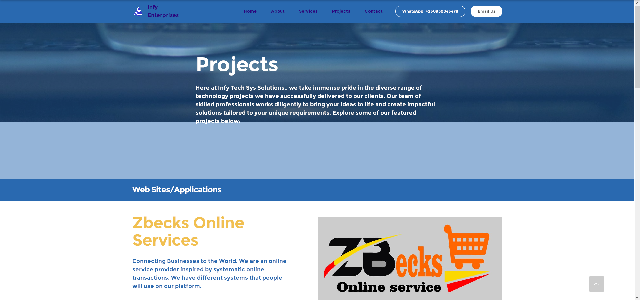 Infy
Enterprises
Home About Services Projects Contact WhatsApp: Email Us
Projects
Here at Infy Tech Sys Solutions, we take immense pride in the diverse range of
technology projects we have successfully delivered to our clients. Our team of
skilled professionals works diligently to bring your ideas to life and create impactful
solutions tailored to your unique requirements. Explore some of our featured
projects below:
Web Sites/Applications
Zbecks Online
Services
Connecting Businesses to the World. We are an online
service provider inspired by systematic online
transactions. We have different systems that people
will use on our platform.
ZBecks
Online service